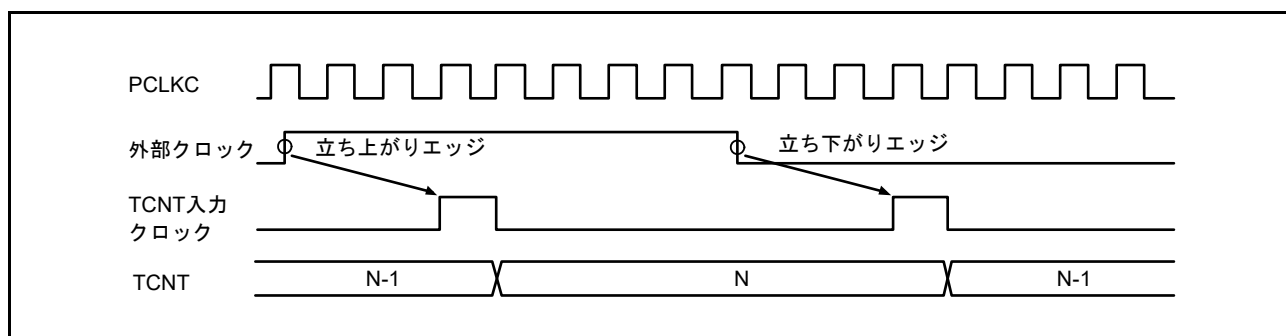 PCLKC
外部クロック
立ち上がりエッジ
立ち下がりエッジ
TCNT入力
クロック
TCNT
N-1
N
N-1